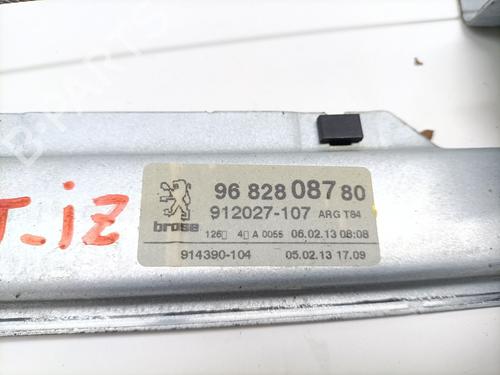 B-PARTS
96 828 087 80
912027-107 ARG T84
brose
126 4 A 0055 06.02.13 08:08
914390-104 05.02.13 17.09
T.iZ